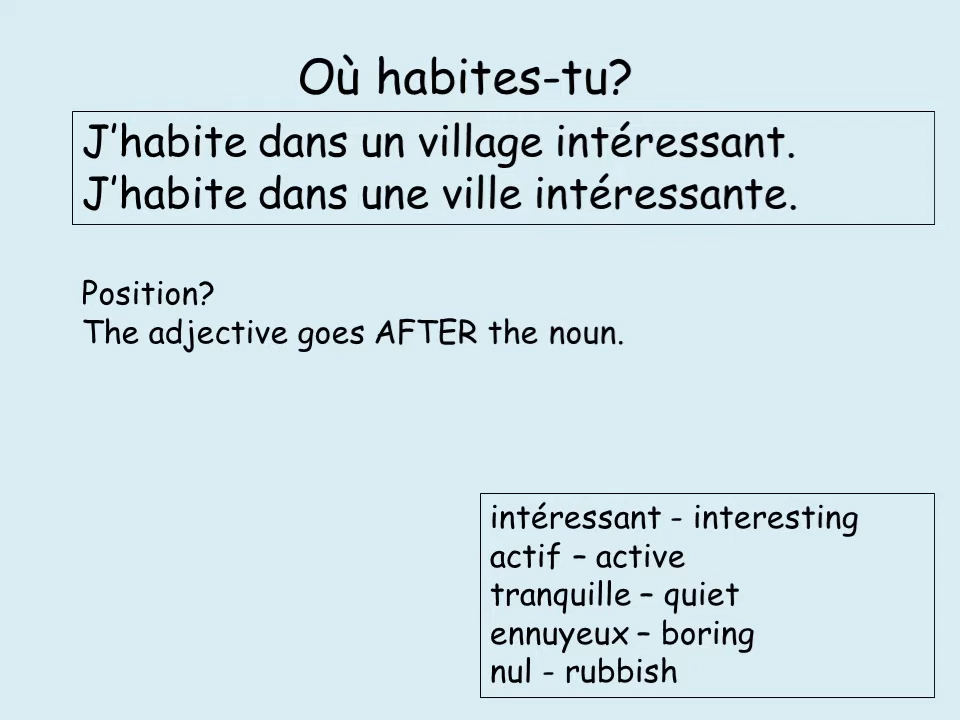 Où habites-tu?
J’habite dans un village intéressant.
J’habite dans une ville intéressante.
Position?
The adjective goes AFTER the noun.
intéressant - interesting
actif – active
tranquille – quiet
ennuyeux – boring
nul - rubbish